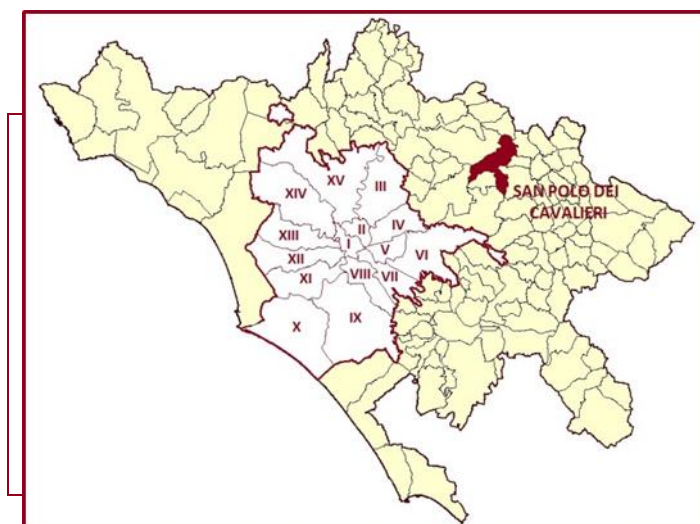 XV
XIV
III
SAN POLO DEI
CAVALIERI
II
IV
XIII
I
V
VI
XII
XI
VIII
VII
X
IX